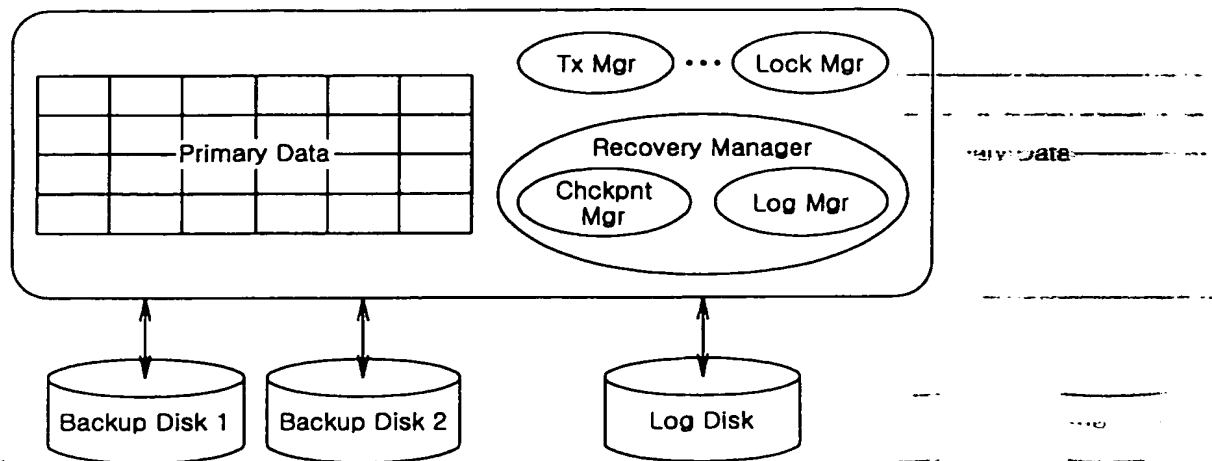 Tx Mgr ••• Lock Mgr
Primary Data
Recovery Manager
Chckpnt
Mgr
Log Mgr
Data
Backup Disk 1
Backup Disk 2
Log Disk